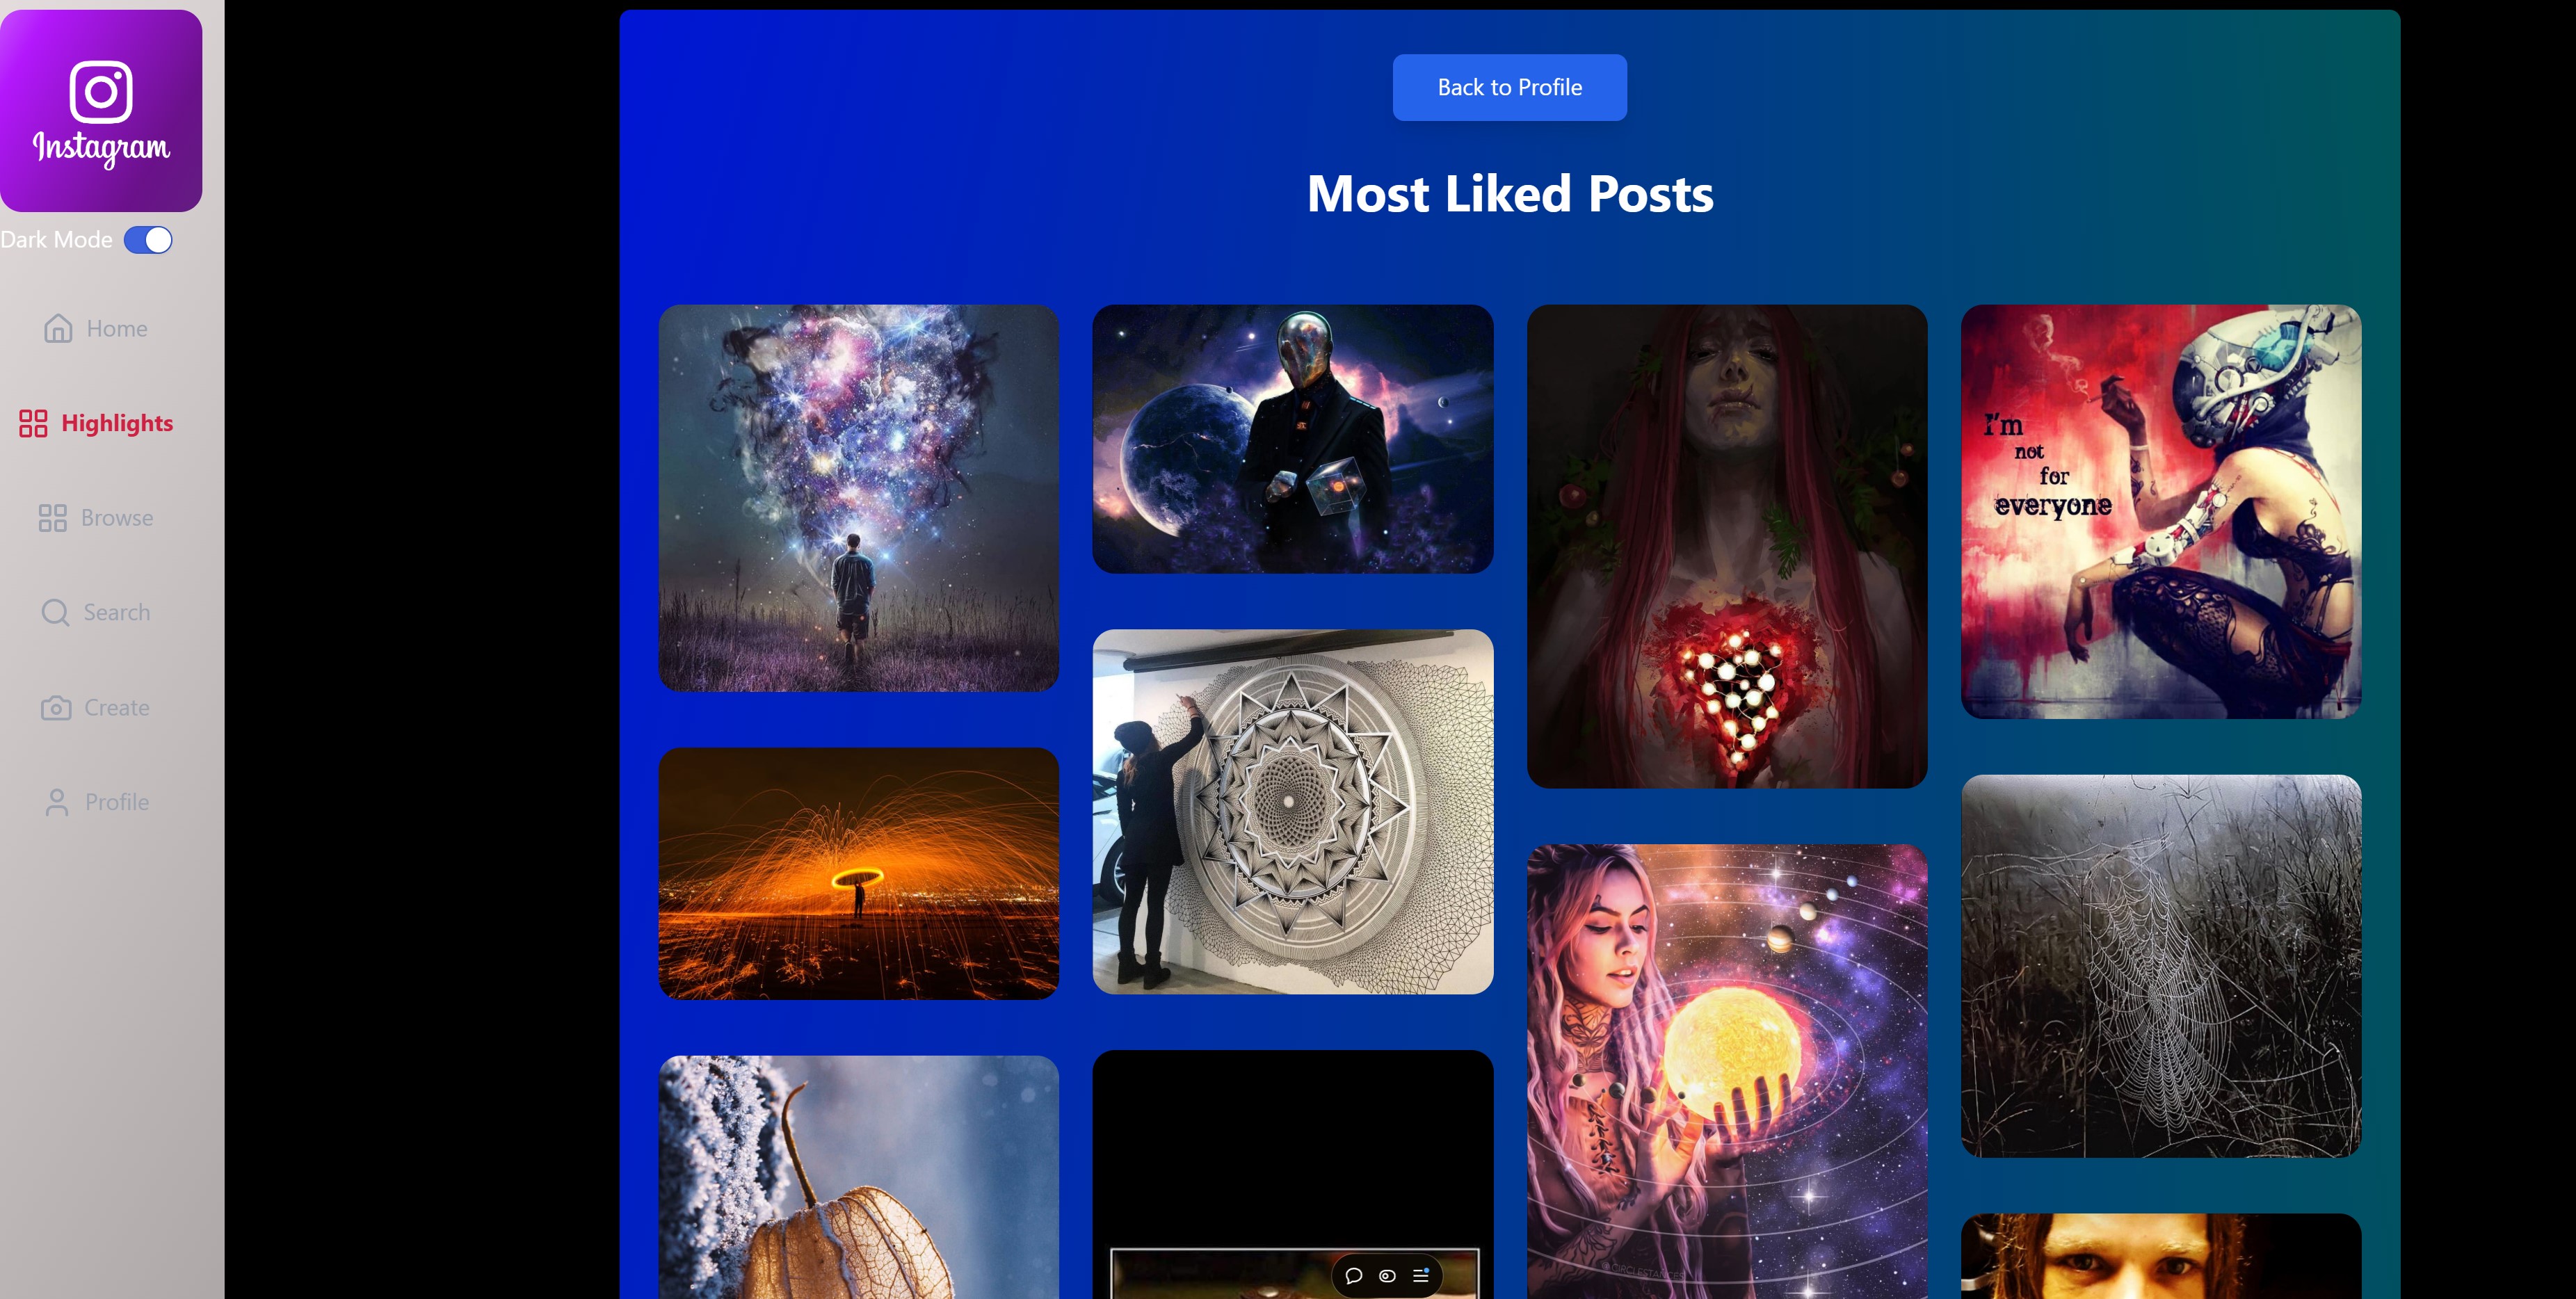 Instagram
Dark Mode
Home
Highlights
Browse
Search
Create
Profile
Back to Profile
Most Liked Posts
I'm
not
for
everyone